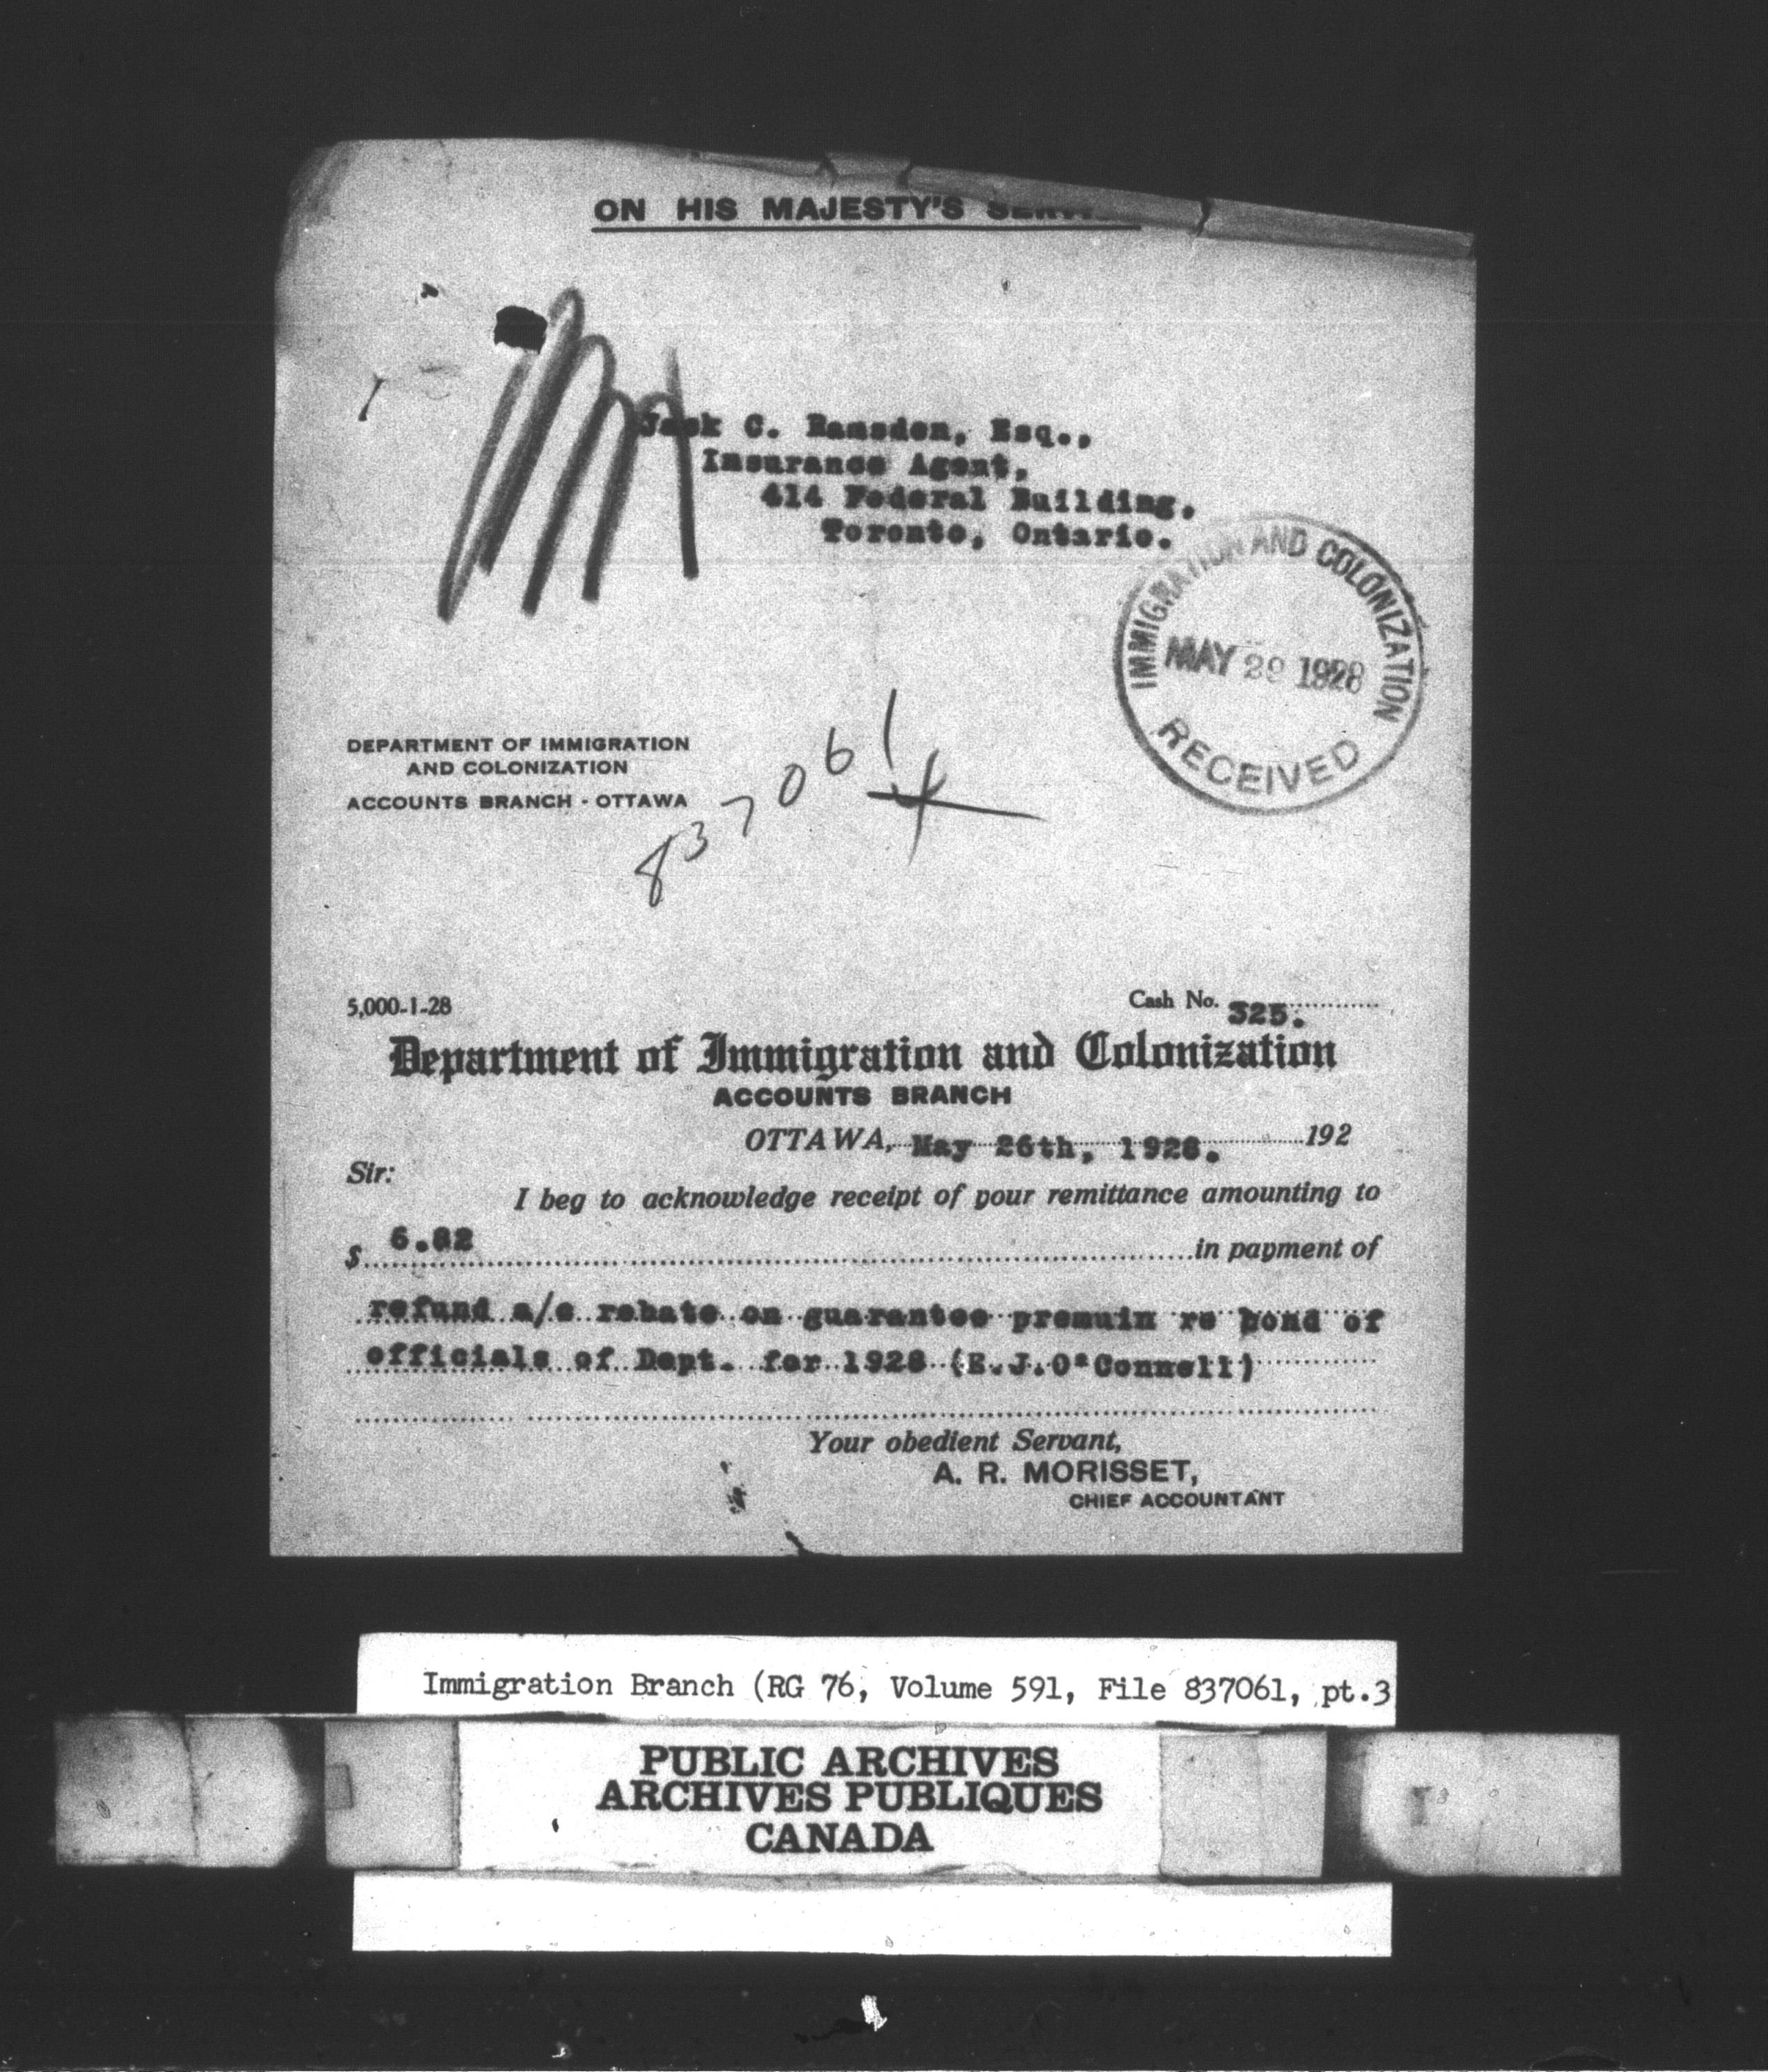 ON HIS MAJESTY'S
Jack C. Ramsden, Esq.,
Insurance Agent,
414 Federal Building.
Toronto, Ontario.
IMMIGRATION AND COLONIZATION
MAY 29 1928
RECEIVED
DEPARTMENT OF IMMIGRATION
AND COLONIZATION
ACCOUNTS BRANCH - OTTAWA
837061
5,000-1-28
Cash No. 325.
Department of Immigration and Colonization
ACCOUNTS BRANCH
OTTAWA, May 26th, 1928. 192
Sir:
I beg to acknowledge receipt of your remittance amounting to
$ 6.82 in payment of
refund a/c rebate on guarantee premuin re bond of
officials of Dept. for 1928 (E.J.O'Connell)
Your obedient Servant,
A. R. MORISSET,
CHIEF ACCOUNTANT
Immigration Branch (RG 76, Volume 591, File 837061, pt.3
PUBLIC ARCHIVES
ARCHIVES PUBLIQUES
CANADA